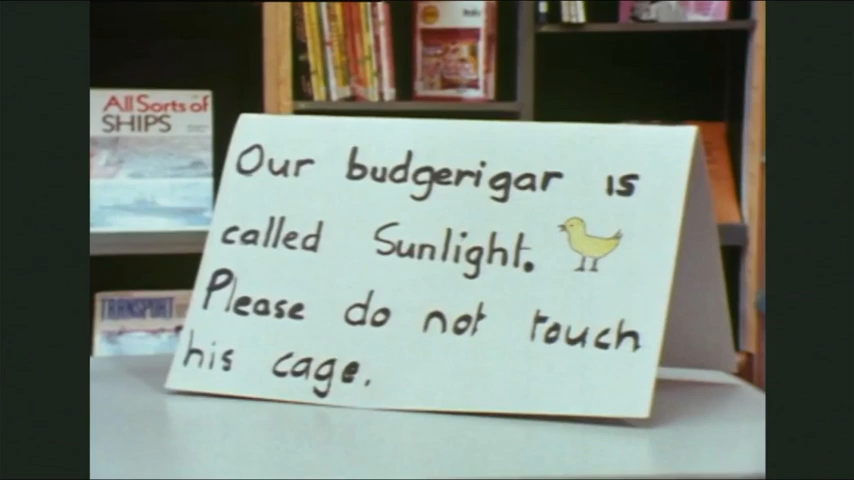 All Sorts of
SHIPS
TRANSPORT
Our budgerigar is
called Sunlight.
Please do not touch
his cage.